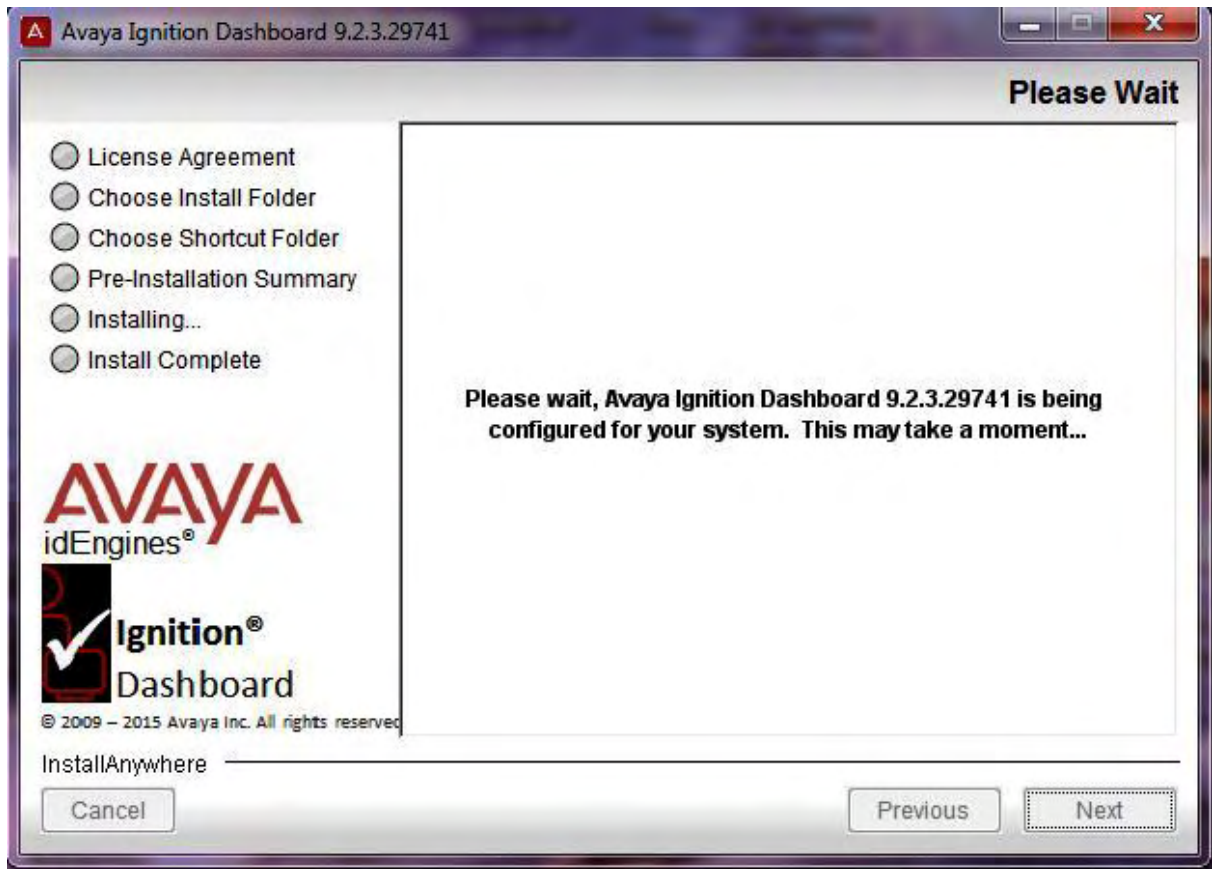 Avaya Ignition Dashboard 9.2.3.29741
Please Wait
License Agreement
Choose Install Folder
Choose Shortcut Folder
Pre-Installation Summary
Installing...
Install Complete
Please wait, Avaya Ignition Dashboard 9.2.3.29741 is being
configured for your system. This may take a moment...
AVAYA
idEngines®
Ignition®
Dashboard
© 2009 – 2015 Avaya Inc. All rights reserved
InstallAnywhere
Cancel
Previous
Next